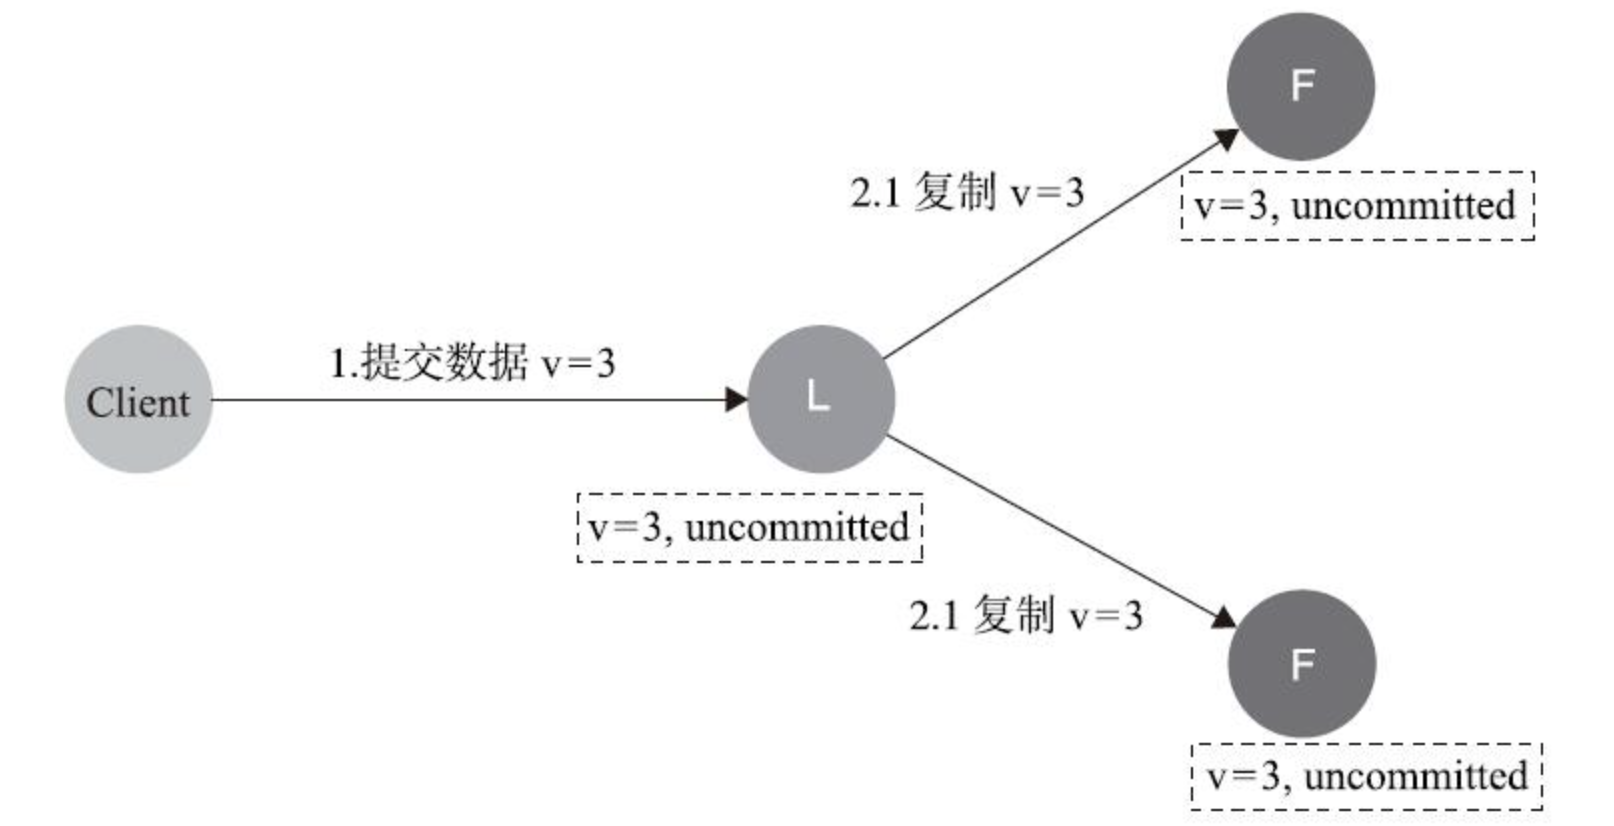 F
2.1 复制 v=3
v=3, uncommitted
1.提交数据 v=3
Client
L
v=3, uncommitted
2.1 复制 v=3
F
v=3, uncommitted